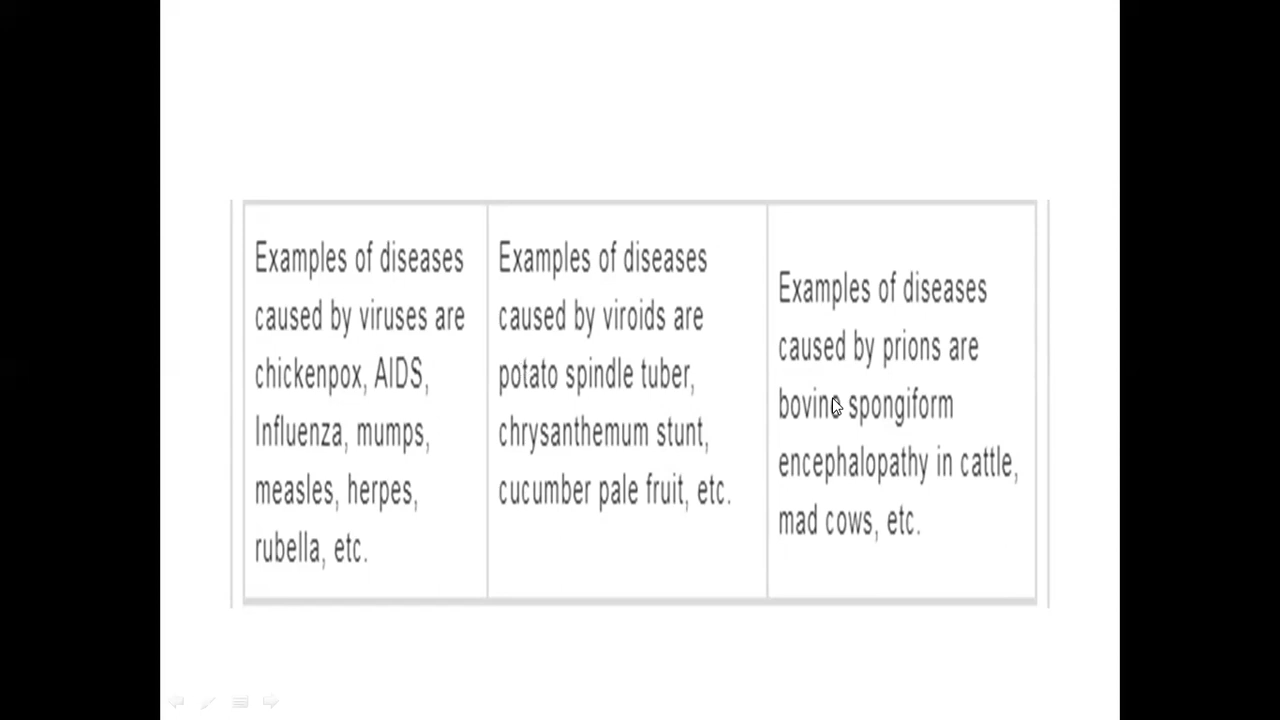 Examples of diseases
caused by viruses are
chickenpox, AIDS,
Influenza, mumps,
measles, herpes,
rubella, etc.
Examples of diseases
caused by viroids are
potato spindle tuber,
chrysanthemum stunt,
cucumber pale fruit, etc.
Examples of diseases
caused by prions are
bovine spongiform
encephalopathy in cattle,
mad cows, etc.